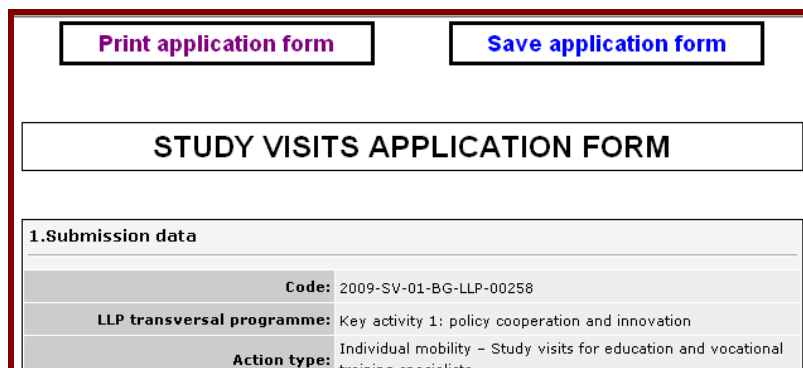 Print application form
Save application form
STUDY VISITS APPLICATION FORM
1.Submission data
Code: 2009-SV-01-BG-LLP-00258
LLP transversal programme: Key activity 1: policy cooperation and innovation
Action type: Individual mobility – Study visits for education and vocational
training specialists